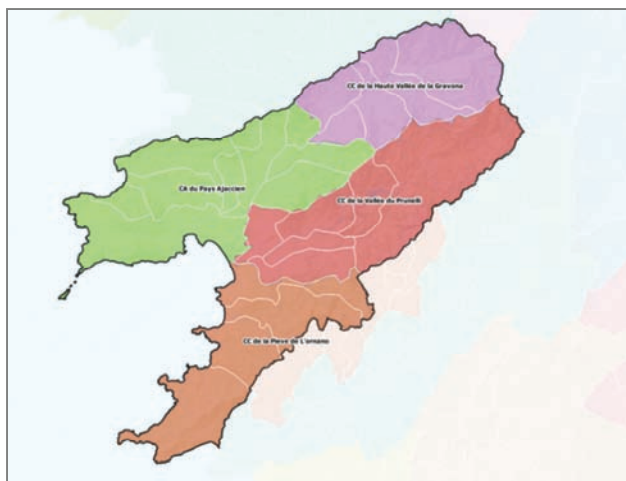 CC de la Haute Vallée de la Gravona
CA du Pays Ajaccien
CC de la Vallée du Prunelli
CC de la Pieve de L'ornano